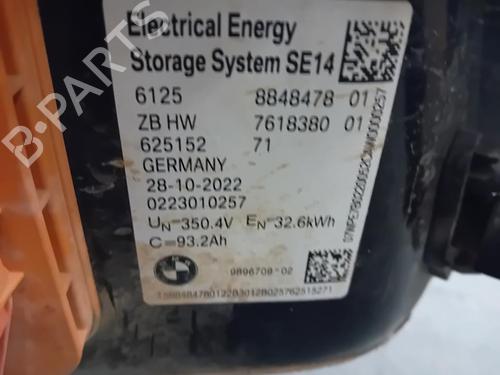 Electrical Energy
Storage System SE14
6125 8848478 01
ZB HW 7618380 01
625152 71
GERMANY
28-10-2022
0223010257
UN=350.4V EN=32.6kWh
C=93.2Ah
BMW
9896709-02
B-PARTS